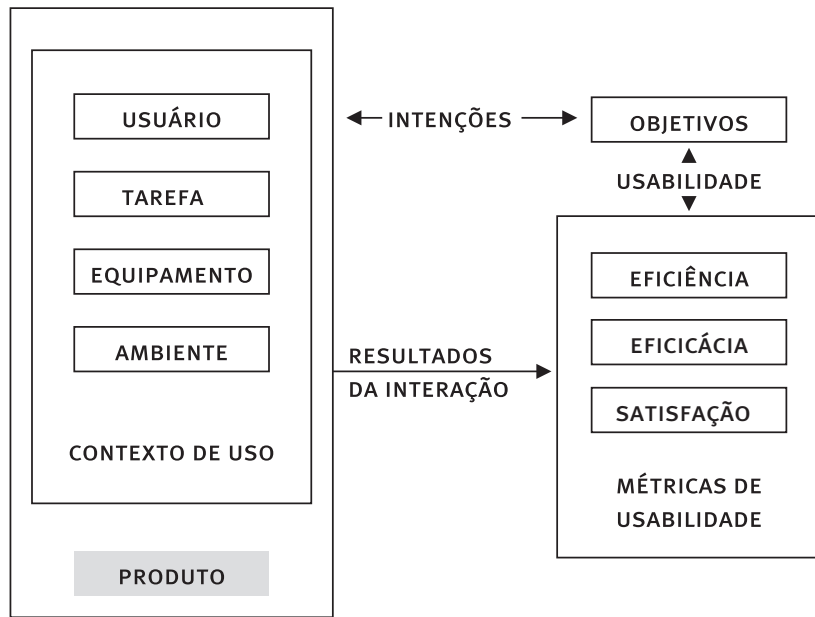 USUÁRIO
TAREFA
EQUIPAMENTO
AMBIENTE
CONTEXTO DE USO
PRODUTO
INTENÇÕES
RESULTADOS
DA INTERAÇÃO
OBJETIVOS
USABILIDADE
EFICIÊNCIA
EFICICÁCIA
SATISFAÇÃO
MÉTRICAS DE
USABILIDADE